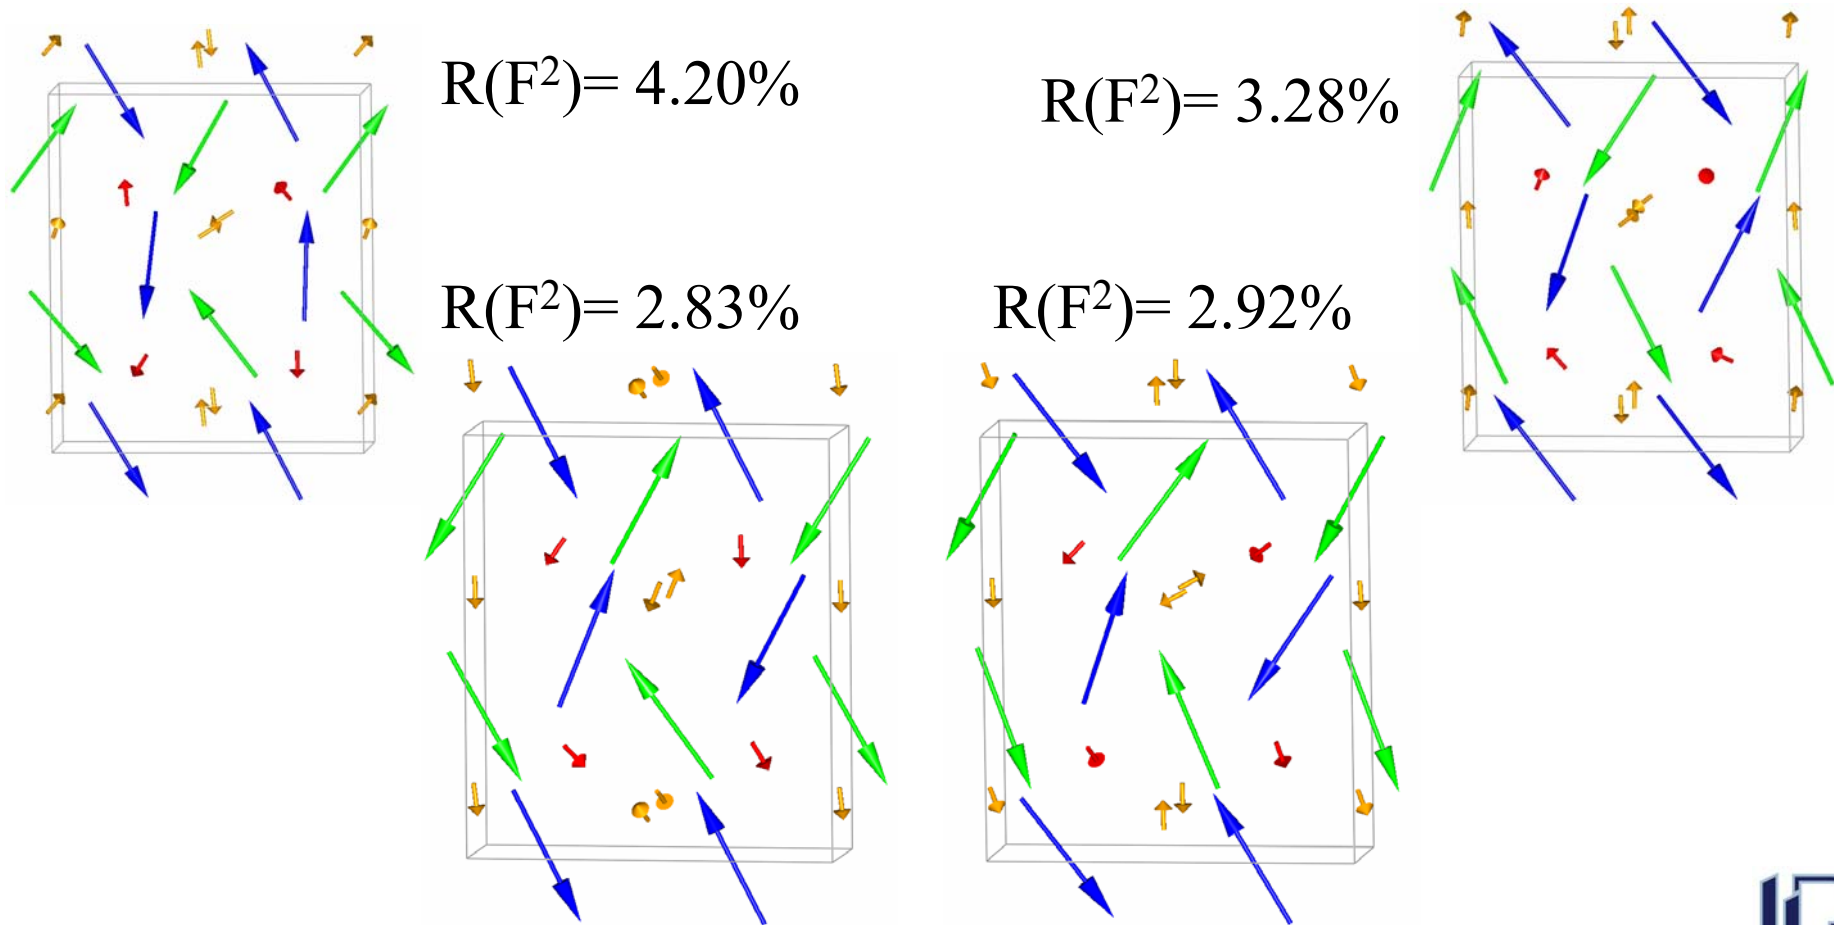 R(F²)= 4.20%
R(F²)= 3.28%
R(F²)= 2.83%
R(F²)= 2.92%